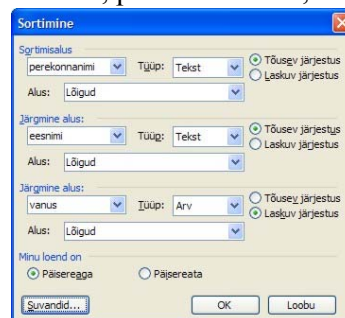 Sortimine
Sortimisalus
perekonnanimi Tüüp: Tekst Tõusev järjestus
Laskuv järjestus
Alus: Lõigud
Järgmine alus:
eesnimi Tüüp: Tekst Tõusev järjestus
Laskuv järjestus
Alus: Lõigud
Järgmine alus:
vanus Tüüp: Arv Tõusev järjestus
Laskuv järjestus
Alus: Lõigud
Minu loend on
Päisereaga Päisereata
Suvandid... OK Loobu